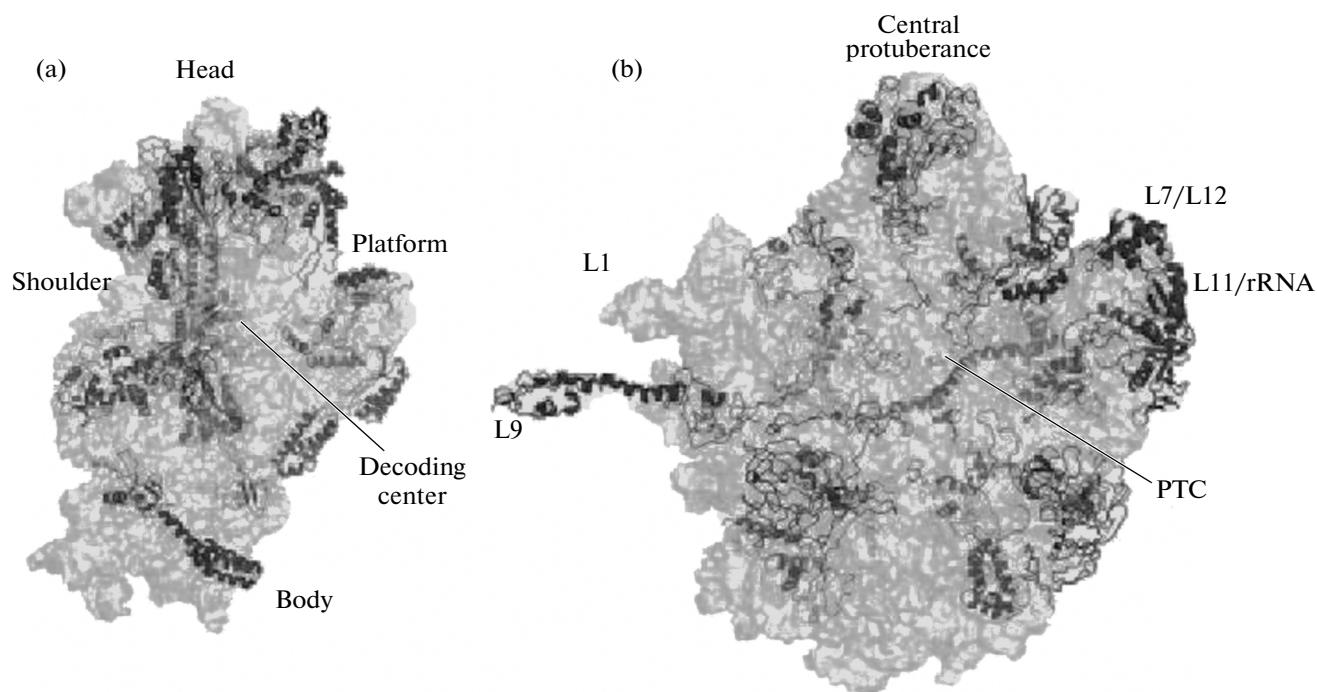 (a)
Head
Platform
Shoulder
Decoding
center
Body
(b)
Central
protuberance
L7/L12
L1
L11/rRNA
L9
PTC